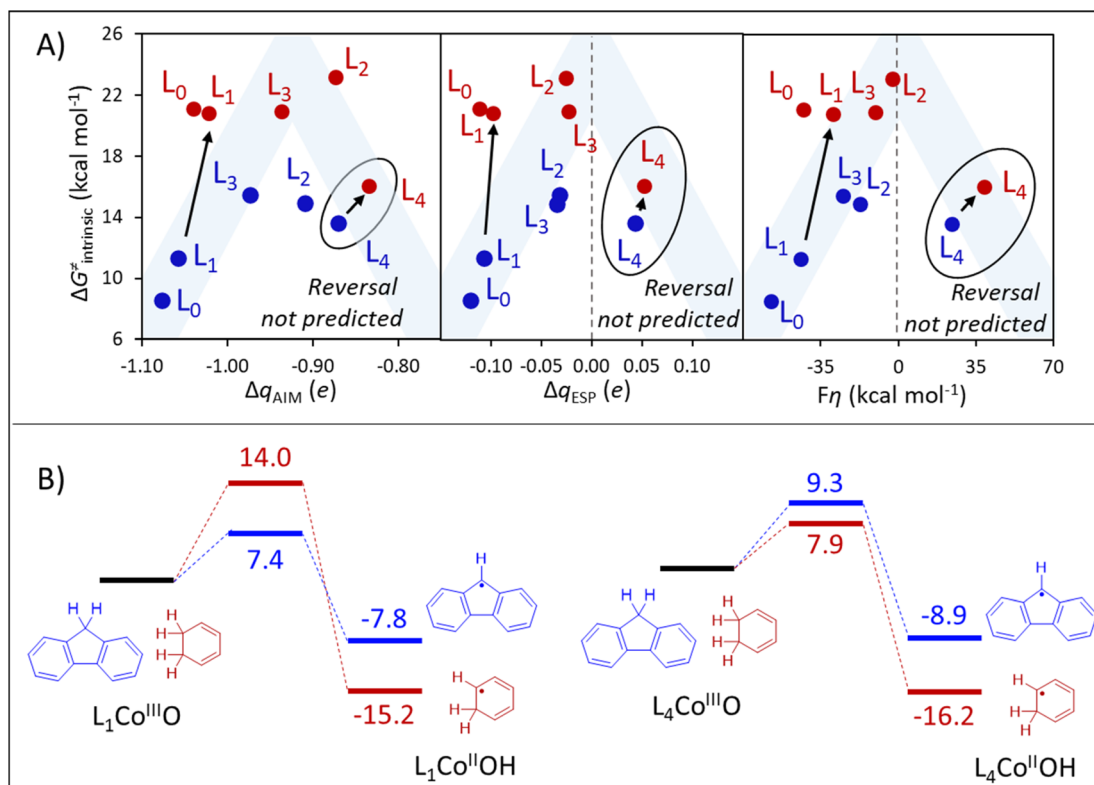 A)
ΔG≠intrinsic (kcal mol⁻¹)
26
22
18
14
10
6
L₀
L₁
L₃
L₂
L₃
L₂
L₄
L₁
L₄
L₀
Reversal
not predicted
-1.10
-1.00
-0.90
-0.80
Δq_AIM (e)
L₂
L₀
L₁
L₃
L₄
L₂
L₃
L₄
L₁
L₀
Reversal
not predicted
-0.10
-0.05
0.00
0.05
0.10
Δq_ESP (e)
L₀
L₁
L₃
L₂
L₃
L₂
L₄
L₁
L₄
L₀
Reversal
not predicted
-35
0
35
70
Fη (kcal mol⁻¹)
B)
14.0
7.4
H
-7.8
H H
H
H
H
H
H
H
H
-15.2
L₁CoᴵᴵᴵO
L₁CoᴵᴵOH
9.3
7.9
H
-8.9
H H
H
H
H
H
H
H
H
-16.2
L₄CoᴵᴵᴵO
L₄CoᴵᴵOH